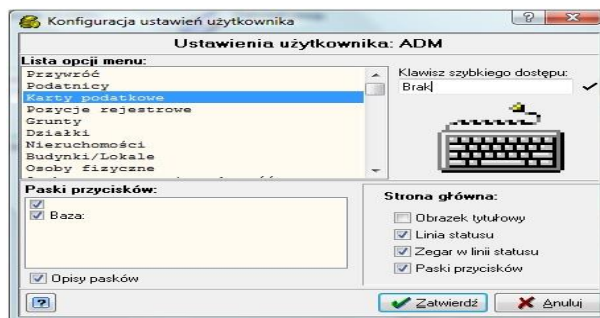 Konfiguracja ustawień użytkownika
Ustawienia użytkownika: ADM
Lista opcji menu:
Przywróć
Podatnicy
Karty podatkowe
Pozycje rejestrowe
Grunty
Działki
Nieruchomości
Budynki/Lokale
Osoby fizyczne
Klawisz szybkiego dostępu:
Brak
Paski przycisków:
Baza:
Opisy pasków
Strona główna:
Obrazek tytułowy
Linia statusu
Zegar w linii statusu
Paski przycisków
Zatwierdź
Anuluj